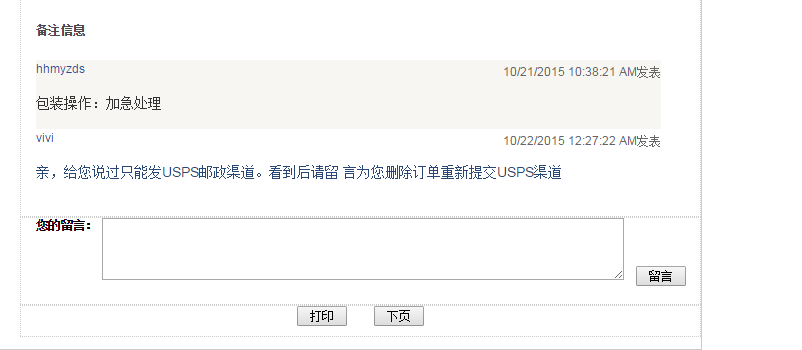 备注信息
hhmyzds 10/21/2015 10:38:21 AM发表
包装操作：加急处理
vivi 10/22/2015 12:27:22 AM发表
亲，给您说过只能发USPS邮政渠道。看到后请留 言为您删除订单重新提交USPS渠道
您的留言：
留言
打印 下页